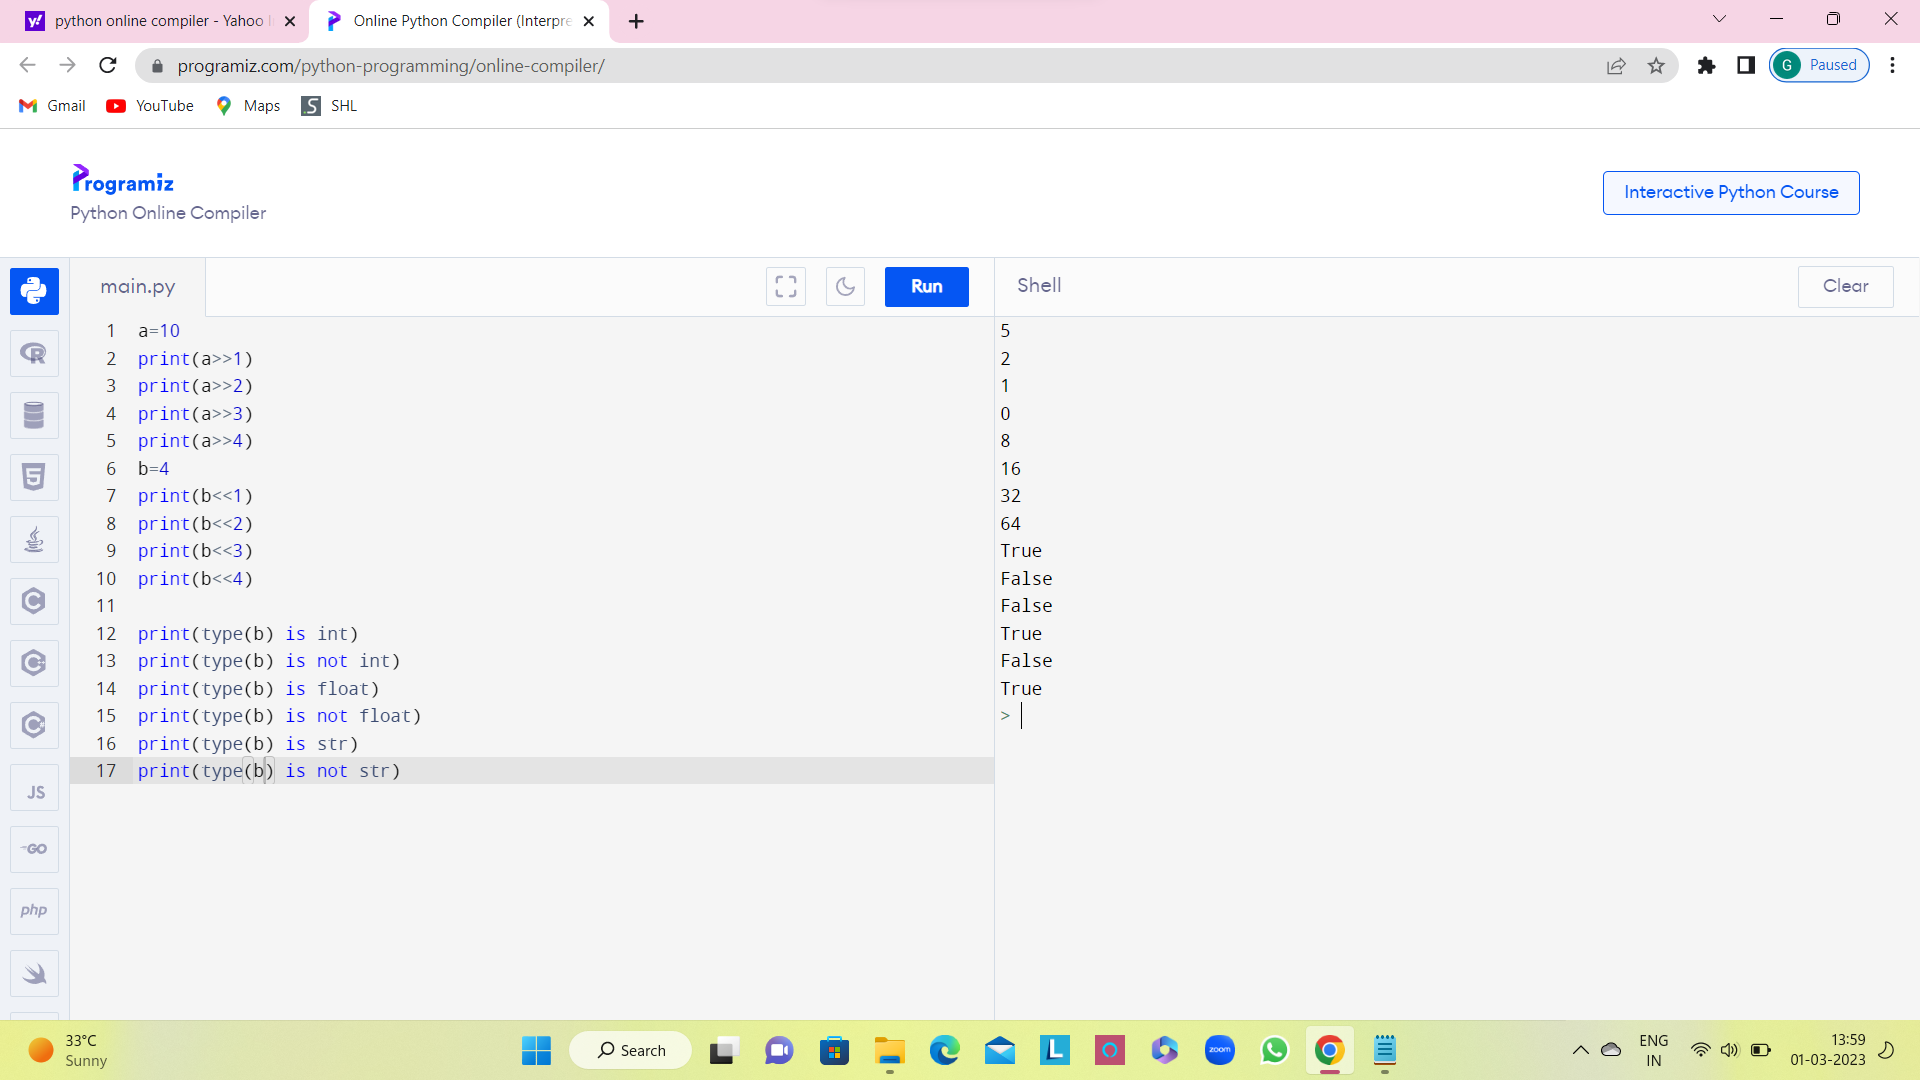 python online compiler - Yahoo
Online Python Compiler (Interpre
programiz.com/python-programming/online-compiler/
G Paused
Gmail YouTube Maps SHL
Programiz
Python Online Compiler
Interactive Python Course
main.py
Run
Shell
Clear
1 a=10
2 print(a>>1)
3 print(a>>2)
4 print(a>>3)
5 print(a>>4)
6 b=4
7 print(b<<1)
8 print(b<<2)
9 print(b<<3)
10 print(b<<4)
11
12 print(type(b) is int)
13 print(type(b) is not int)
14 print(type(b) is float)
15 print(type(b) is not float)
16 print(type(b) is str)
17 print(type(b) is not str)
5
2
1
0
8
16
32
64
True
False
False
True
False
True
>
JS
GO
php
33°C
Sunny
Search
zoom
ENG
IN
13:59
01-03-2023